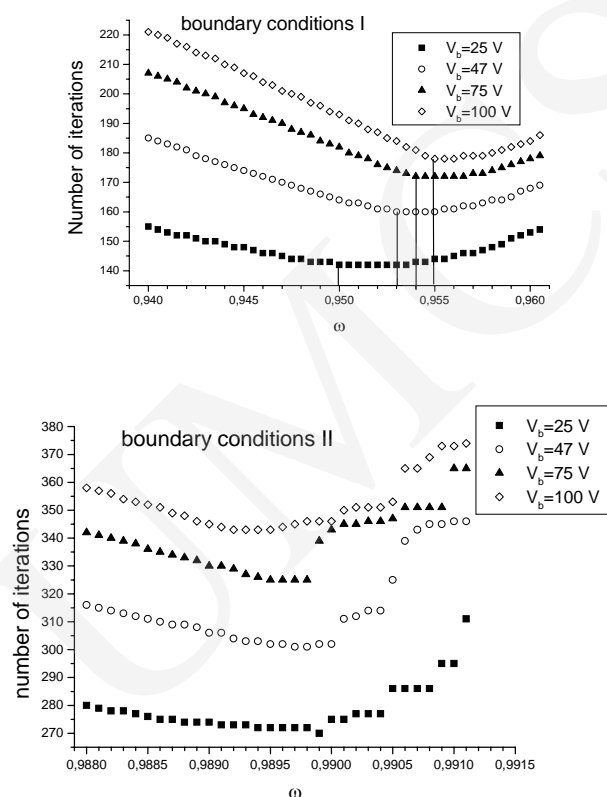 boundary conditions I
V_b=25 V
V_b=47 V
V_b=75 V
V_b=100 V
Number of iterations
220
210
200
190
180
170
160
150
140
0,940
0,945
0,950
0,955
0,960
ω
boundary conditions II
V_b=25 V
V_b=47 V
V_b=75 V
V_b=100 V
number of iterations
380
370
360
350
340
330
320
310
300
290
280
270
0,9880
0,9885
0,9890
0,9895
0,9900
0,9905
0,9910
0,9915
ω
UMCS